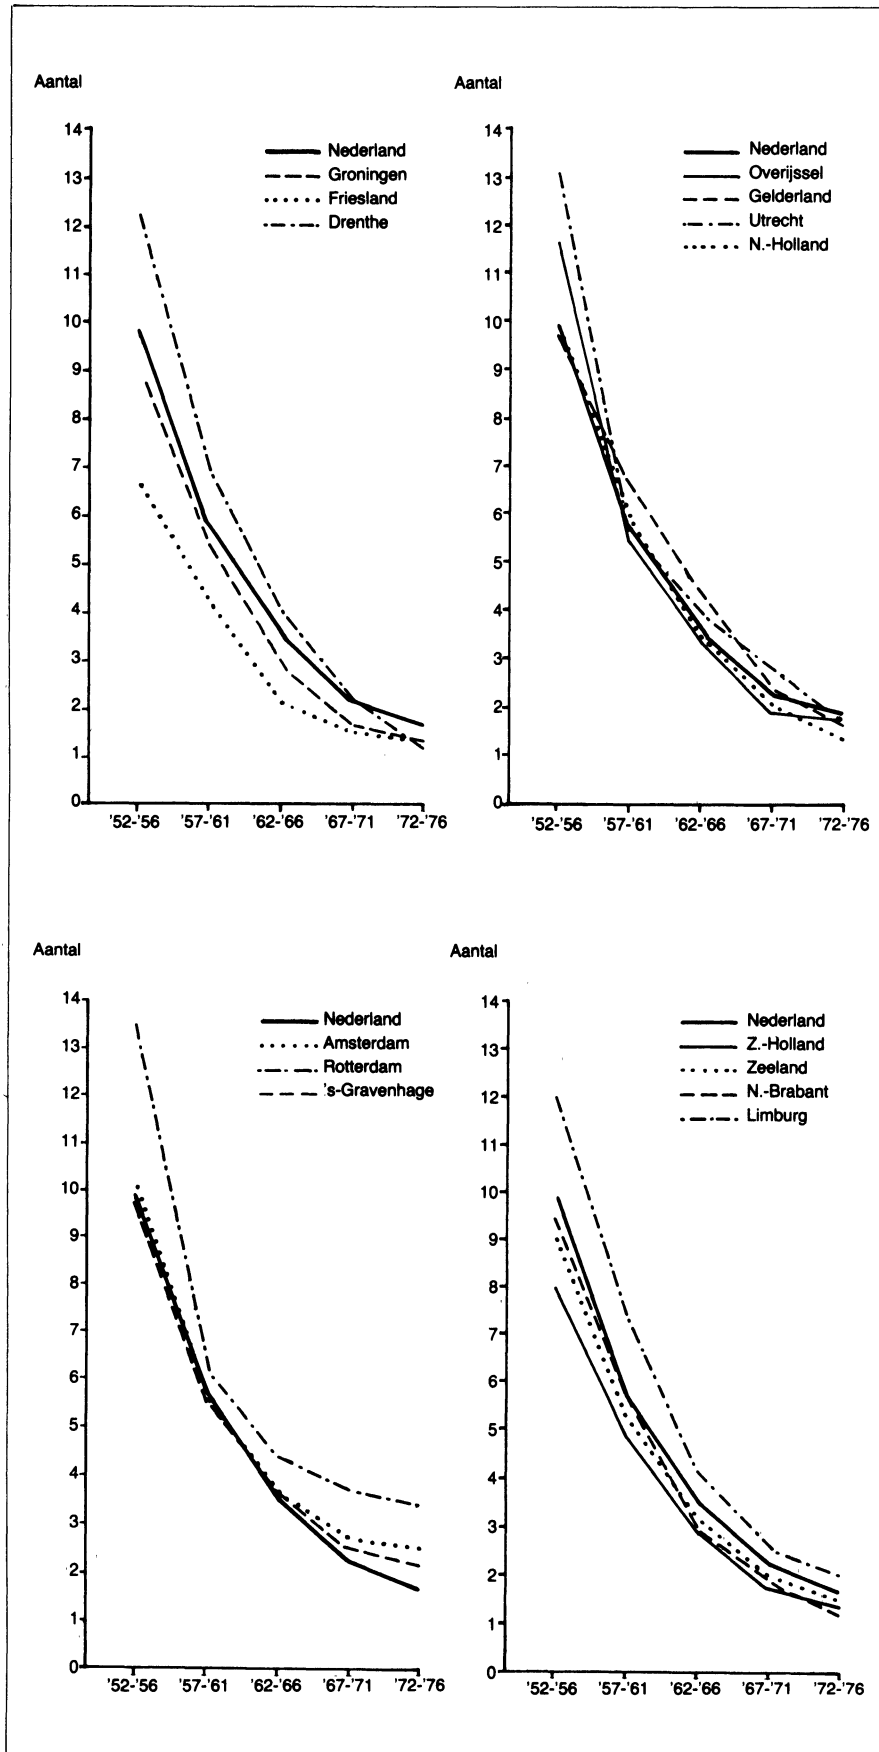 Aantal
14
13
12
11
10
9
8
7
6
5
4
3
2
1
0
'52-'56 '57-'61 '62-'66 '67-'71 '72-'76
Nederland
Groningen
Friesland
Drenthe
Aantal
14
13
12
11
10
9
8
7
6
5
4
3
2
1
0
'52-'56 '57-'61 '62-'66 '67-'71 '72-'76
Nederland
Overijssel
Gelderland
Utrecht
N.-Holland
Aantal
14
13
12
11
10
9
8
7
6
5
4
3
2
1
0
'52-'56 '57-'61 '62-'66 '67-'71 '72-'76
Nederland
Amsterdam
Rotterdam
's-Gravenhage
Aantal
14
13
12
11
10
9
8
7
6
5
4
3
2
1
0
'52-'56 '57-'61 '62-'66 '67-'71 '72-'76
Nederland
Z.-Holland
Zeeland
N.-Brabant
Limburg